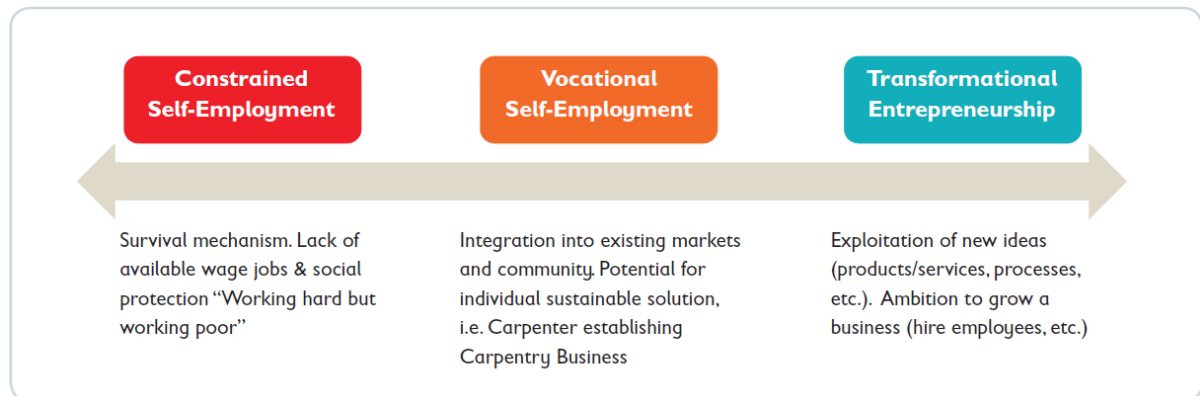 Constrained
Self-Employment
Survival mechanism. Lack of
available wage jobs & social
protection “Working hard but
working poor”
Vocational
Self-Employment
Integration into existing markets
and community. Potential for
individual sustainable solution,
i.e. Carpenter establishing
Carpentry Business
Transformational
Entrepreneurship
Exploitation of new ideas
(products/services, processes,
etc.). Ambition to grow a
business (hire employees, etc.)